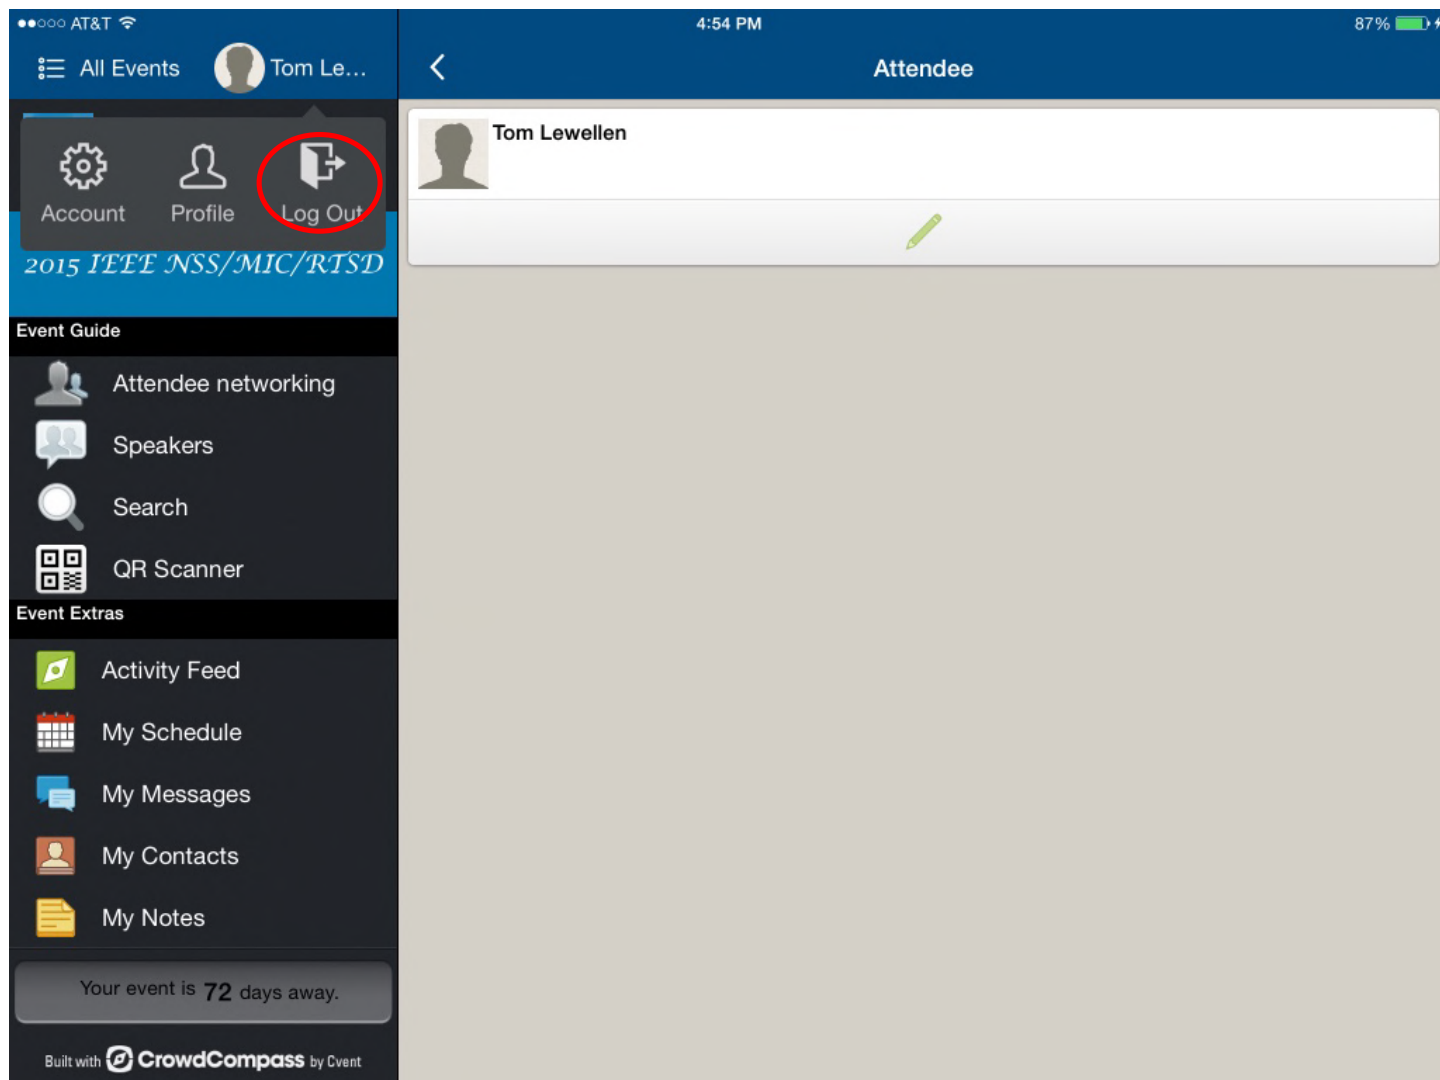 AT&T
4:54 PM
87%
All Events
Tom Le...
Attendee
Tom Lewellen
Account
Profile
Log Out
2015 IEEE NSS/MIC/RTSD
Event Guide
Attendee networking
Speakers
Search
QR Scanner
Event Extras
Activity Feed
My Schedule
My Messages
My Contacts
My Notes
Your event is 72 days away.
Built with CrowdCompass by Cvent